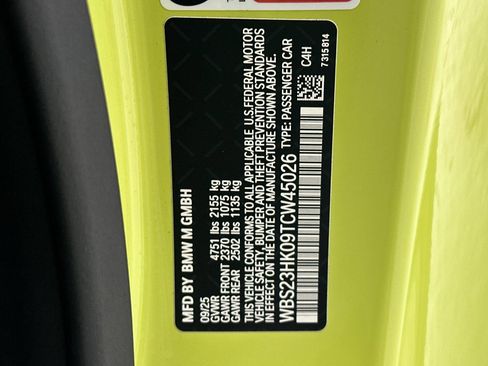 MFD BY BMW M GMBH
09/25
GVWR 4751 lbs 2155 kg
GAWR FRONT 2370 lbs 1075 kg
GAWR REAR 2502 lbs 1135 kg
THIS VEHICLE CONFORMS TO ALL APPLICABLE U.S.FEDERAL MOTOR
VEHICLE SAFETY, BUMPER AND THEFT PREVENTION STANDARDS
IN EFFECT ON THE DATE OF MANUFACTURE SHOWN ABOVE.
WBS23HK09TCW45026 TYPE: PASSENGER CAR
C4H
7315814